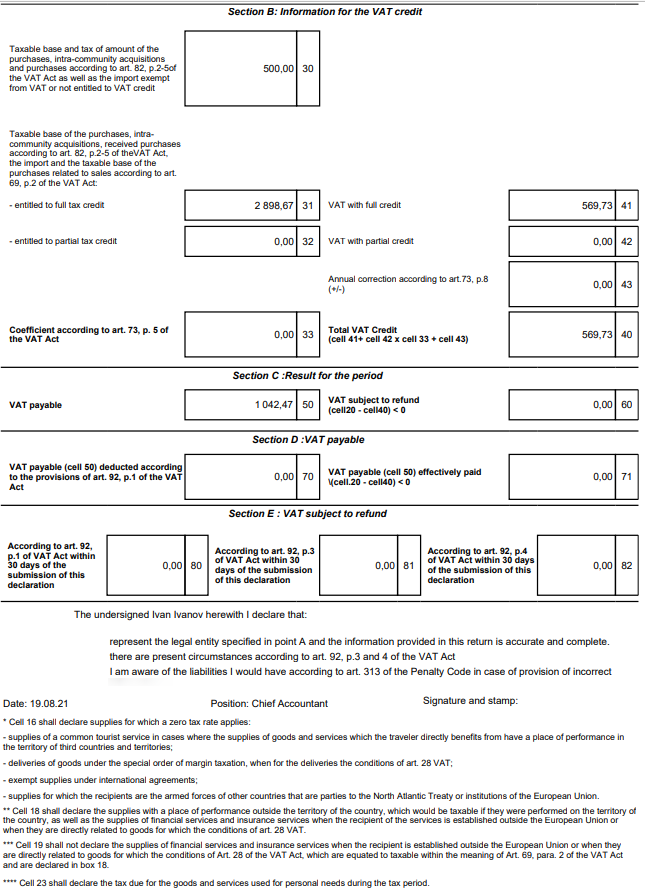 Section B: Information for the VAT credit
Taxable base and tax of amount of the
purchases, intra-community acquisitions
and purchases according to art. 82, p.2-5of
the VAT Act as well as the import exempt
from VAT or not entitled to VAT credit
500,00 30
Taxable base of the purchases, intra-
community acquisitions, received purchases
according to art. 82, p.2-5 of theVAT Act,
the import and the taxable base of the
purchases related to sales according to art.
69, p.2 of the VAT Act:
- entitled to full tax credit 2 898,67 31 VAT with full credit 569,73 41
- entitled to partial tax credit 0,00 32 VAT with partial credit 0,00 42
Annual correction according to art.73, p.8
(+/-)
0,00 43
Coefficient according to art. 73, p. 5 of
the VAT Act
0,00 33
Total VAT Credit
(cell 41+ cell 42 x cell 33 + cell 43)
569,73 40
Section C :Result for the period
VAT payable 1 042,47 50
VAT subject to refund
(cell20 - cell40) < 0
0,00 60
Section D :VAT payable
VAT payable (cell 50) deducted according
to the provisions of art. 92, p.1 of the VAT
Act
0,00 70
VAT payable (cell 50) effectively paid
\(cell.20 - cell40) < 0
0,00 71
Section E : VAT subject to refund
According to art. 92,
p.1 of VAT Act within
30 days of the
submission of this
declaration
0,00 80
According to art. 92, p.3
of VAT Act within 30
days of the submission
of this declaration
0,00 81
According to art. 92, p.4
of VAT Act within 30 days
of the submission of this
declaration
0,00 82
The undersigned Ivan Ivanov herewith I declare that:
represent the legal entity specified in point A and the information provided in this return is accurate and complete.
there are present circumstances according to art. 92, p.3 and 4 of the VAT Act
I am aware of the liabilities I would have according to art. 313 of the Penalty Code in case of provision of incorrect
Date: 19.08.21 Position: Chief Accountant Signature and stamp:
* Cell 16 shall declare supplies for which a zero tax rate applies:
- supplies of a common tourist service in cases where the supplies of goods and services which the traveler directly benefits from have a place of performance in
the territory of third countries and territories;
- deliveries of goods under the special order of margin taxation, when for the deliveries the conditions of art. 28 VAT;
- exempt supplies under international agreements;
- supplies for which the recipients are the armed forces of other countries that are parties to the North Atlantic Treaty or institutions of the European Union.
** Cell 18 shall declare the supplies with a place of performance outside the territory of the country, which would be taxable if they were performed on the territory of
the country, as well as the supplies of financial services and insurance services when the recipient of the services is established outside the European Union or
when they are directly related to goods for which the conditions of art. 28 VAT.
*** Cell 19 shall not declare the supplies of financial services and insurance services when the recipient is established outside the European Union or when they
are directly related to goods for which the conditions of Art. 28 of the VAT Act, which are equated to taxable within the meaning of Art. 69, para. 2 of the VAT Act
and are declared in box 18.
**** Cell 23 shall declare the tax due for the goods and services used for personal needs during the tax period.